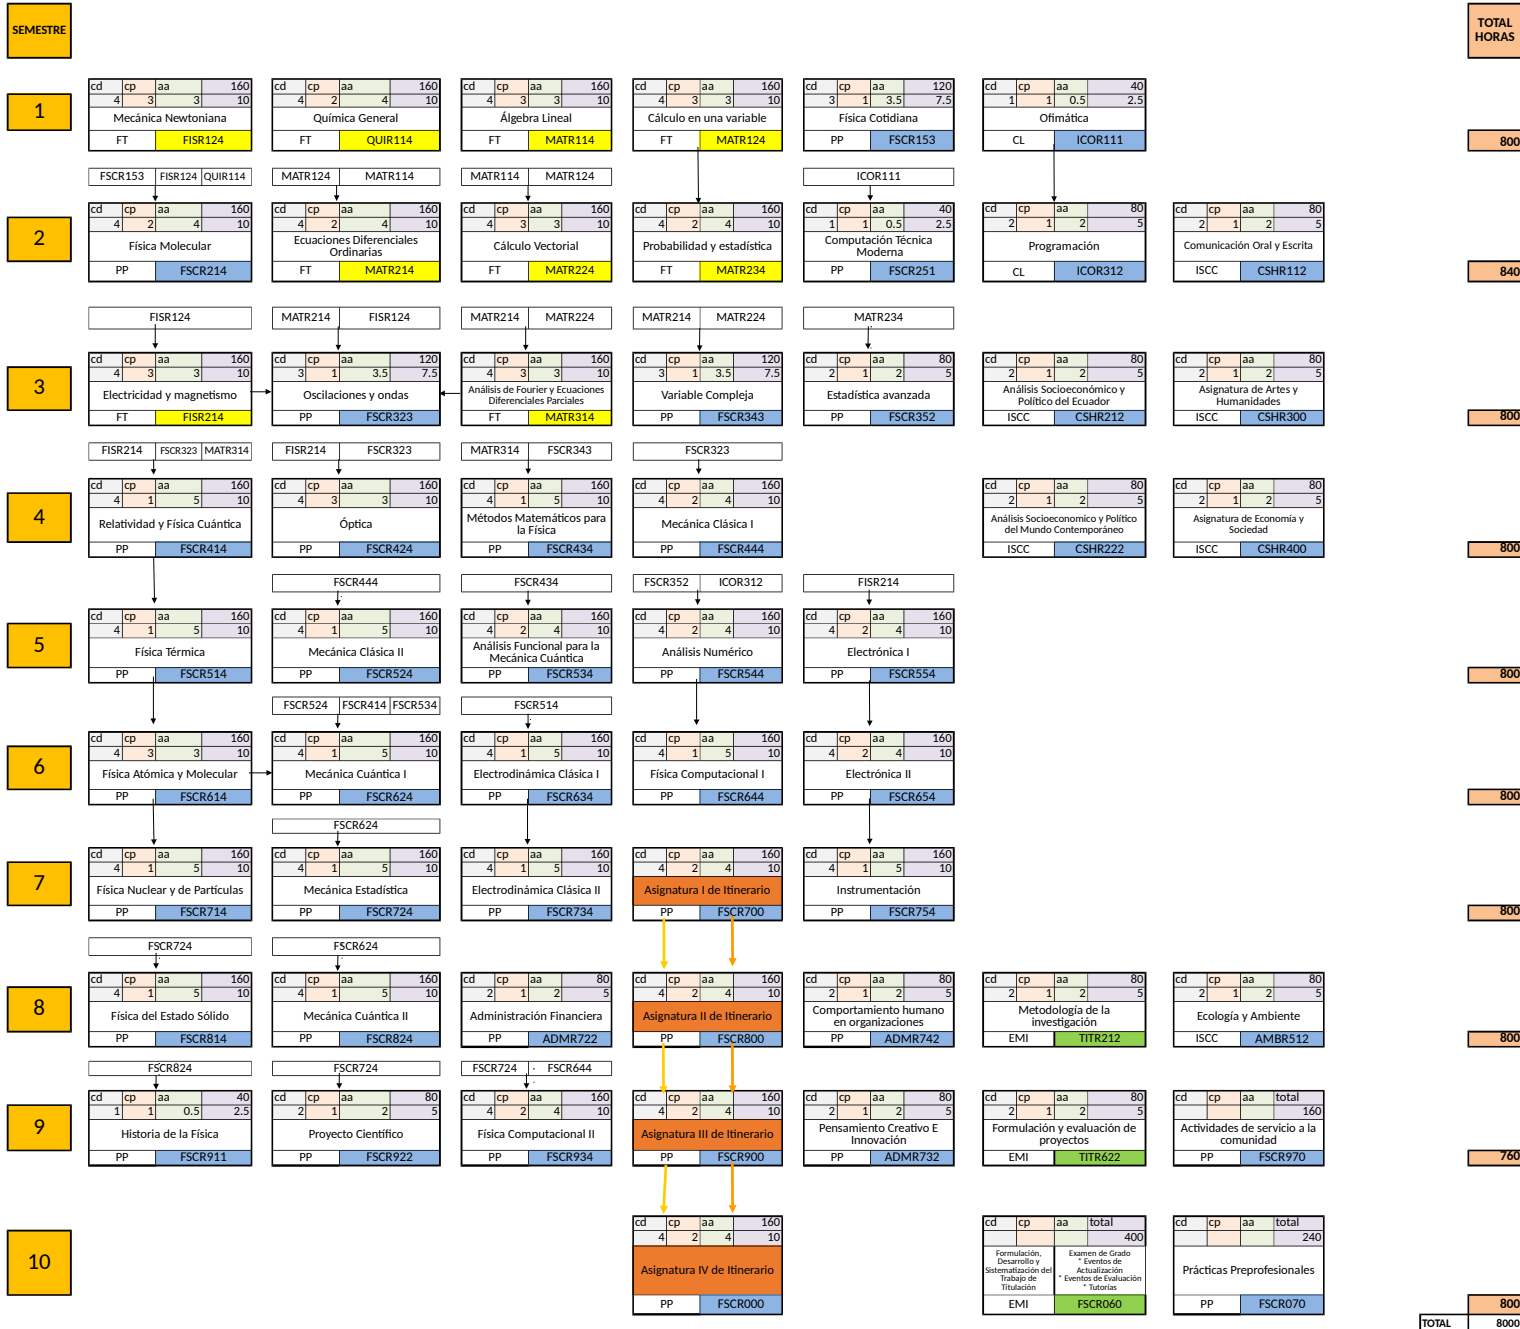 SEMESTRE
TOTAL
HORAS
cd cp aa 160 cd cp aa 160 cd cp aa 160 cd cp aa 160 cd cp aa 120 cd cp aa 40
1 4 3 3 10 4 2 4 10 4 3 3 10 4 3 3 10 3 1 3.5 7.5 1 1 0.5 2.5
Mecánica Newtoniana Química General Álgebra Lineal Cálculo en una variable Física Cotidiana Ofimática
FT FISR124 FT QUIR114 FT MATR114 FT MATR124 PP FSCR153 CL ICOR111 800
FSCR153 FISR124 QUIR114 MATR124 MATR114 MATR114 MATR124 ICOR111
cd cp aa 160 cd cp aa 160 cd cp aa 160 cd cp aa 160 cd cp aa 40 cd cp aa 80 cd cp aa 80
2 4 2 4 10 4 2 4 10 4 3 3 10 4 2 4 10 1 1 0.5 2.5 2 1 2 5 2 1 2 5
Física Molecular Ecuaciones Diferenciales Ordinarias Cálculo Vectorial Probabilidad y estadística Computación Técnica Moderna Programación Comunicación Oral y Escrita
PP FSCR214 FT MATR214 FT MATR224 FT MATR234 PP FSCR251 CL ICOR312 ISCC CSHR112 840
FISR124 MATR214 FISR124 MATR214 MATR224 MATR214 MATR224 MATR234
cd cp aa 160 cd cp aa 120 cd cp aa 160 cd cp aa 120 cd cp aa 80 cd cp aa 80 cd cp aa 80
3 4 3 3 10 3 1 3.5 7.5 4 3 3 10 3 1 3.5 7.5 2 1 2 5 2 1 2 5 2 1 2 5
Electricidad y magnetismo Oscilaciones y ondas Análisis de Fourier y Ecuaciones Diferenciales Parciales Variable Compleja Estadística avanzada Análisis Socioeconómico y Político del Ecuador Asignatura de Artes y Humanidades
FT FISR214 PP FSCR323 FT MATR314 PP FSCR343 PP FSCR352 ISCC CSHR212 ISCC CSHR300 800
FISR214 FSCR323 MATR314 FISR214 FSCR323 MATR314 FSCR343 FSCR323
cd cp aa 160 cd cp aa 160 cd cp aa 160 cd cp aa 160 cd cp aa 80 cd cp aa 80
4 4 1 5 10 4 3 3 10 4 1 5 10 4 2 4 10 2 1 2 5 2 1 2 5
Relatividad y Física Cuántica Óptica Métodos Matemáticos para la Física Mecánica Clásica I Análisis Socioeconomico y Político del Mundo Contemporáneo Asignatura de Economía y Sociedad
PP FSCR414 PP FSCR424 PP FSCR434 PP FSCR444 ISCC CSHR222 ISCC CSHR400 800
FSCR444 FSCR434 FSCR352 ICOR312 FISR214
cd cp aa 160 cd cp aa 160 cd cp aa 160 cd cp aa 160 cd cp aa 160
5 4 1 5 10 4 1 5 10 4 2 4 10 4 2 4 10 4 2 4 10
Física Térmica Mecánica Clásica II Análisis Funcional para la Mecánica Cuántica Análisis Numérico Electrónica I
PP FSCR514 PP FSCR524 PP FSCR534 PP FSCR544 PP FSCR554 800
FSCR524 FSCR414 FSCR534 FSCR514
cd cp aa 160 cd cp aa 160 cd cp aa 160 cd cp aa 160 cd cp aa 160
6 4 3 3 10 4 1 5 10 4 1 5 10 4 1 5 10 4 2 4 10
Física Atómica y Molecular Mecánica Cuántica I Electrodinámica Clásica I Física Computacional I Electrónica II
PP FSCR614 PP FSCR624 PP FSCR634 PP FSCR644 PP FSCR654 800
FSCR624
cd cp aa 160 cd cp aa 160 cd cp aa 160 cd cp aa 160 cd cp aa 160
7 4 1 5 10 4 1 5 10 4 1 5 10 4 2 4 10 4 1 5 10
Física Nuclear y de Partículas Mecánica Estadística Electrodinámica Clásica II Asignatura I de Itinerario Instrumentación
PP FSCR714 PP FSCR724 PP FSCR734 PP FSCR700 PP FSCR754 800
FSCR724 FSCR624
cd cp aa 160 cd cp aa 160 cd cp aa 80 cd cp aa 160 cd cp aa 80 cd cp aa 80 cd cp aa 80
8 4 1 5 10 4 1 5 10 2 1 2 5 4 2 4 10 2 1 2 5 2 1 2 5 2 1 2 5
Física del Estado Sólido Mecánica Cuántica II Administración Financiera Asignatura II de Itinerario Comportamiento humano en organizaciones Metodología de la investigación Ecología y Ambiente
PP FSCR814 PP FSCR824 PP ADMR722 PP FSCR800 PP ADMR742 EMI TITR212 ISCC AMBR512 800
FSCR824 FSCR724 FSCR724 FSCR644
cd cp aa 40 cd cp aa 80 cd cp aa 160 cd cp aa 160 cd cp aa 80 cd cp aa 80 cd cp aa total
9 1 1 0.5 2.5 2 1 2 5 4 2 4 10 4 2 4 10 2 1 2 5 2 1 2 5 160
Historia de la Física Proyecto Científico Física Computacional II Asignatura III de Itinerario Pensamiento Creativo E Innovación Formulación y evaluación de proyectos Actividades de servicio a la comunidad
PP FSCR911 PP FSCR922 PP FSCR934 PP FSCR900 PP ADMR732 EMI TITR622 PP FSCR970 760
cd cp aa 160 cd cp aa total cd cp aa total
10 4 2 4 10 400 240
Asignatura IV de Itinerario Formulación, Desarrollo y Sistematización del Trabajo de Titulación Examen de Grado * Eventos de Actualización * Eventos de Evaluación * Tutorías Prácticas Preprofesionales
PP FSCR000 EMI FSCR060 PP FSCR070 800
TOTAL 8000